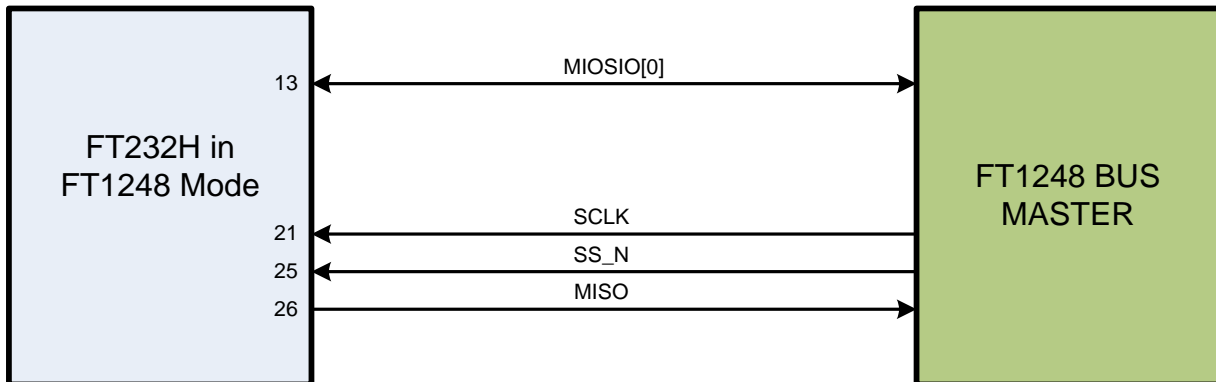 MIOSIO[0]
13
FT232H in
FT1248 Mode
FT1248 BUS
MASTER
SCLK
21
SS_N
25
MISO
26